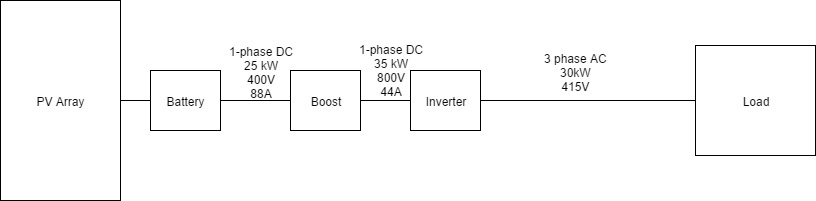 PV Array
Battery
1-phase DC
25 kW
400V
88A
Boost
1-phase DC
35 kW
800V
44A
Inverter
3 phase AC
30kW
415V
Load